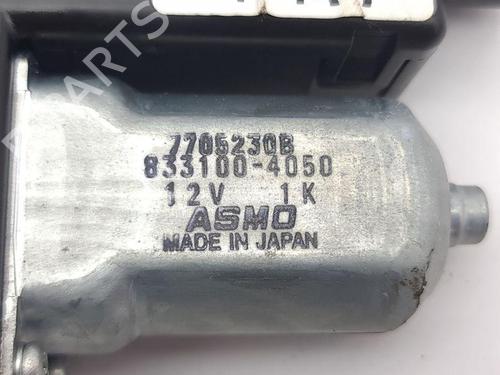 7705230B
833100-4050
12V 1K
ASMO
MADE IN JAPAN